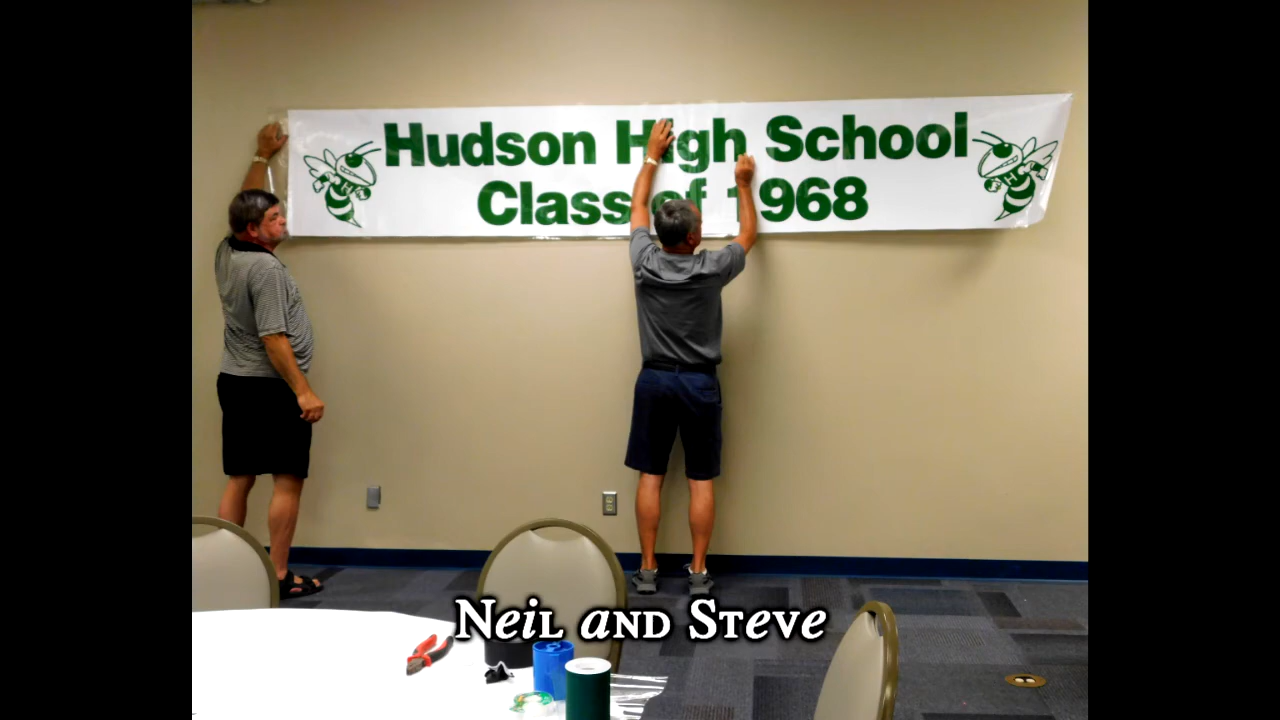 Hudson High School
Class of 1968
H
H
Neil and Steve